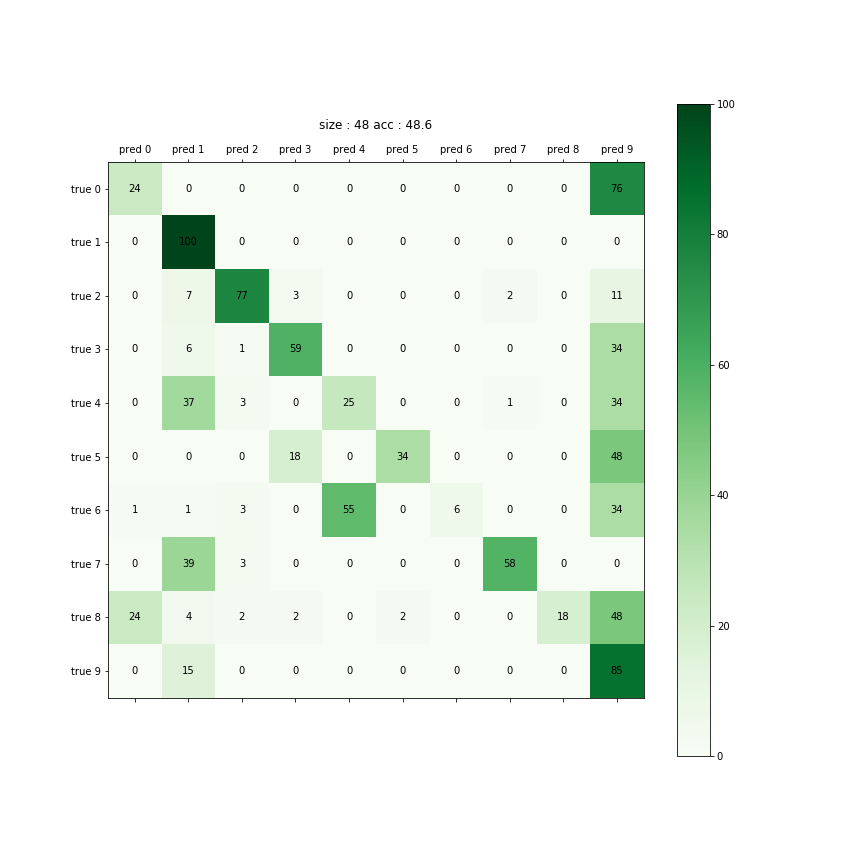 size : 48 acc : 48.6
pred 0 pred 1 pred 2 pred 3 pred 4 pred 5 pred 6 pred 7 pred 8 pred 9
true 0 24 0 0 0 0 0 0 0 0 76
true 1 0 100 0 0 0 0 0 0 0 0
true 2 0 7 77 3 0 0 0 2 0 11
true 3 0 6 1 59 0 0 0 0 0 34
true 4 0 37 3 0 25 0 0 1 0 34
true 5 0 0 0 18 0 34 0 0 0 48
true 6 1 1 3 0 55 0 6 0 0 34
true 7 0 39 3 0 0 0 0 58 0 0
true 8 24 4 2 2 0 2 0 0 18 48
true 9 0 15 0 0 0 0 0 0 0 85
100
80
60
40
20
0